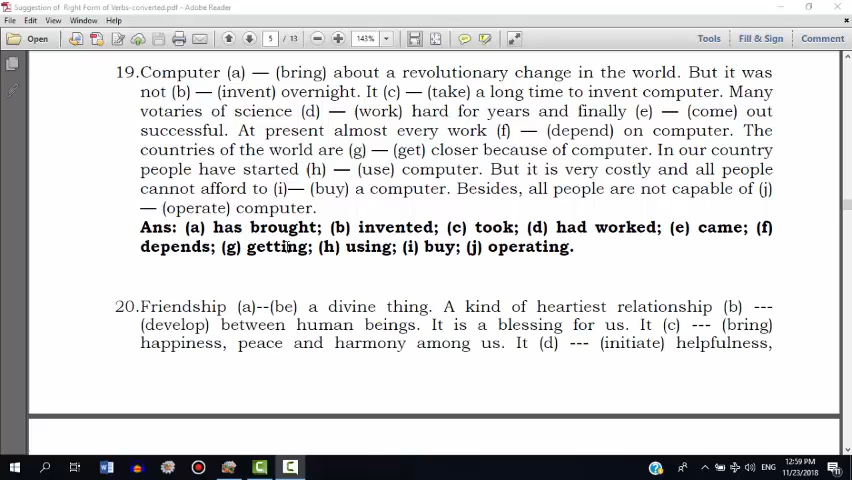 Suggestion of Right Form of Verbs-converted.pdf - Adobe Reader
File Edit View Window Help
Open 5 / 13 143% Tools Fill & Sign Comment
19.Computer (a) — (bring) about a revolutionary change in the world. But it was
not (b) — (invent) overnight. It (c) — (take) a long time to invent computer. Many
votaries of science (d) — (work) hard for years and finally (e) — (come) out
successful. At present almost every work (f) — (depend) on computer. The
countries of the world are (g) — (get) closer because of computer. In our country
people have started (h) — (use) computer. But it is very costly and all people
cannot afford to (i)— (buy) a computer. Besides, all people are not capable of (j)
— (operate) computer.
Ans: (a) has brought; (b) invented; (c) took; (d) had worked; (e) came; (f)
depends; (g) getting; (h) using; (i) buy; (j) operating.
20.Friendship (a)--(be) a divine thing. A kind of heartiest relationship (b) ---
(develop) between human beings. It is a blessing for us. It (c) --- (bring)
happiness, peace and harmony among us. It (d) --- (initiate) helpfulness,
12:59 PM
ENG
11/23/2018